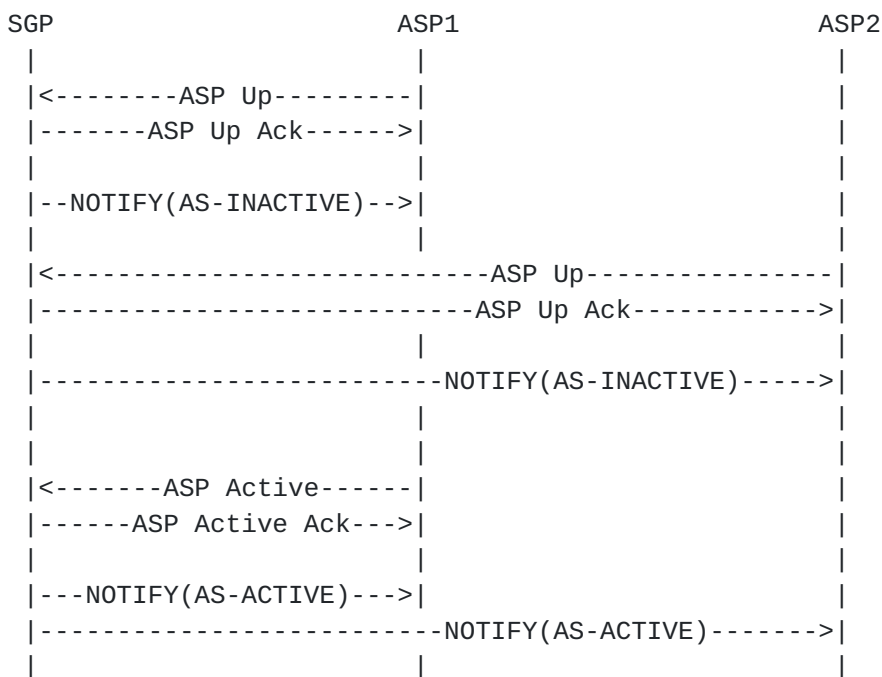 SGP                     ASP1                    ASP2
 |                       |                       |
 |<--------ASP Up---------|                        |
 |-------ASP Up Ack------>|                        |
 |                       |                       |
 |--NOTIFY(AS-INACTIVE)-->|                        |
 |                       |                       |
 |<----------------------------ASP Up----------------|
 |---------------------------ASP Up Ack------------>|
 |                       |                       |
 |-------------------------NOTIFY(AS-INACTIVE)----->|
 |                       |                       |
 |                       |                       |
 |<-------ASP Active------|                        |
 |------ASP Active Ack--->|                        |
 |                       |                       |
 |---NOTIFY(AS-ACTIVE)--->|                        |
 |-------------------------NOTIFY(AS-ACTIVE)------->|
 |                       |                       |